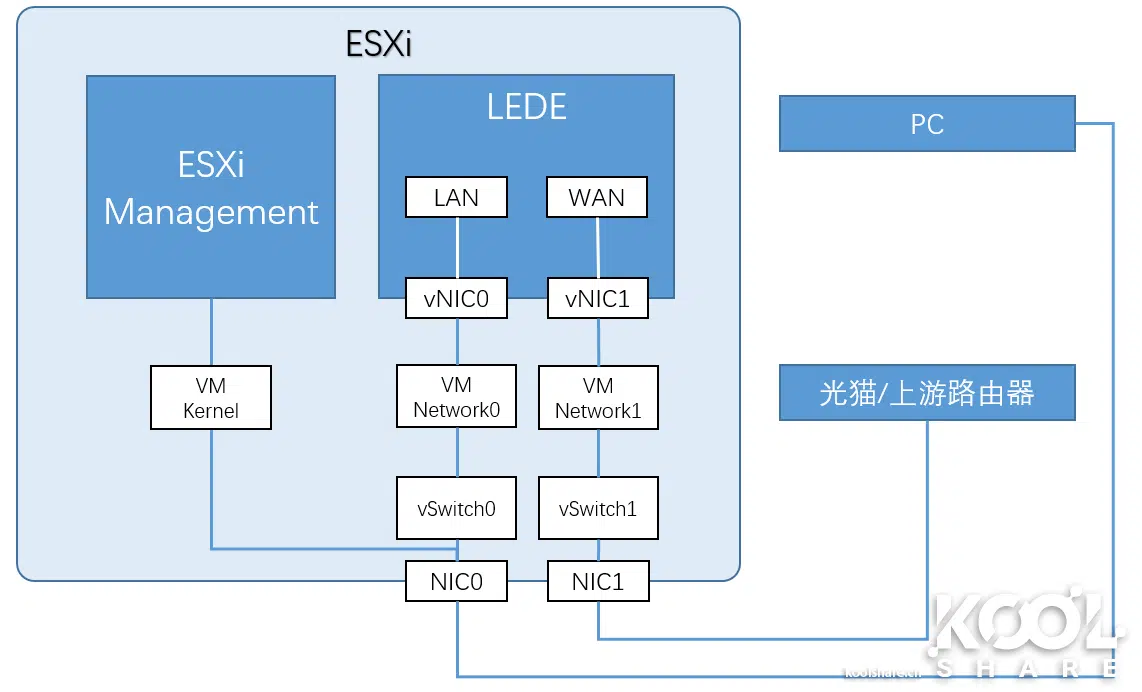 ESXi
ESXi
Management
LEDE
LAN
WAN
vNIC0
vNIC1
VM
Kernel
VM
Network0
VM
Network1
vSwitch0
vSwitch1
NIC0
NIC1
PC
光猫/上游路由器
KOOL
SHARE
koolshare.cn